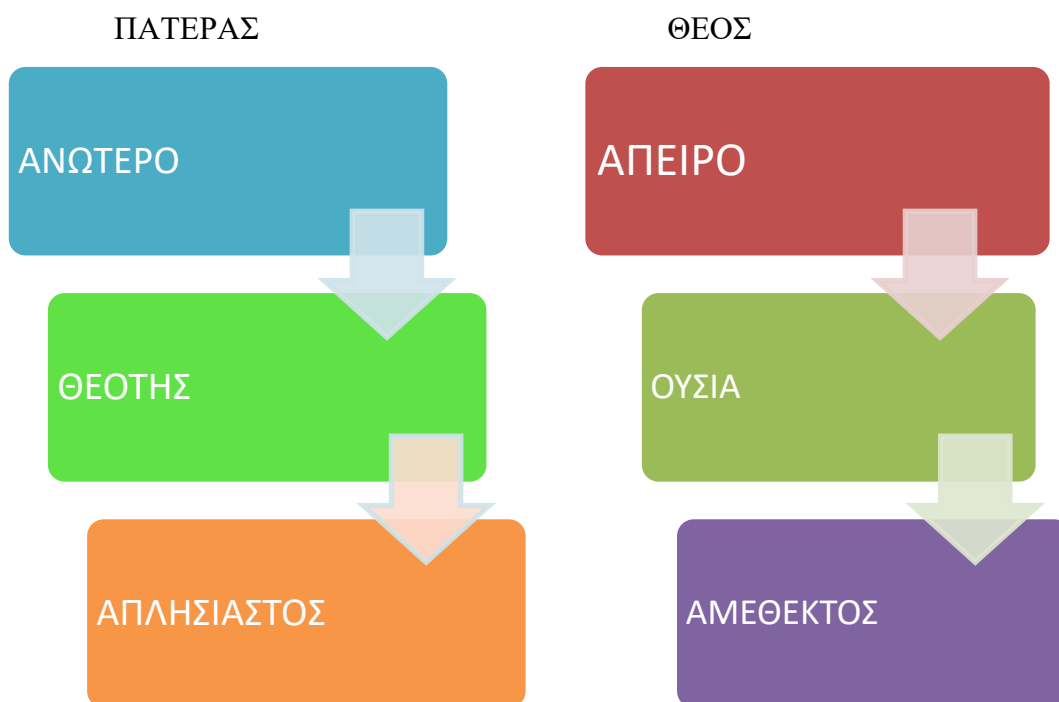 ΠΑΤΕΡΑΣ
ΑΝΩΤΕΡΟ
ΘΕΟΤΗΣ
ΑΠΛΗΣΙΑΣΤΟΣ
ΘΕΟΣ
ΑΠΕΙΡΟ
ΟΥΣΙΑ
ΑΜΕΘΕΚΤΟΣ